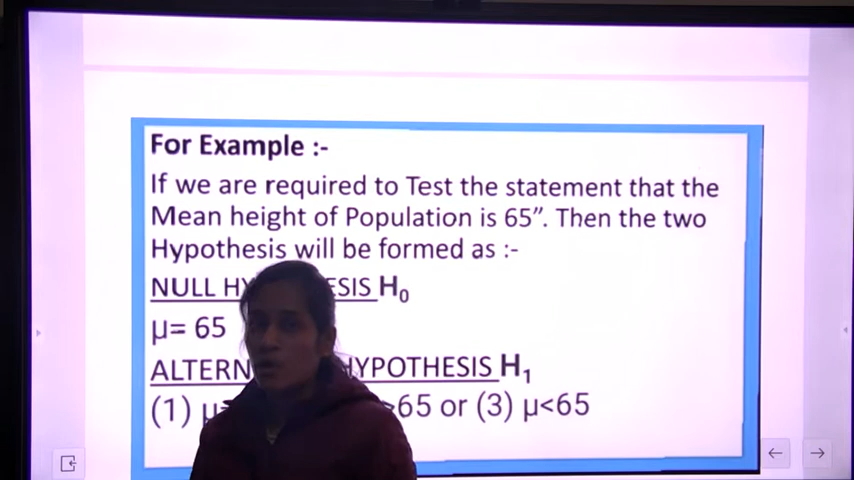 For Example :-
If we are required to Test the statement that the
Mean height of Population is 65”. Then the two
Hypothesis will be formed as :-
NULL H ESIS H₀
μ= 65
ALTERN HYPOTHESIS H₁
(1) μ >65 or (3) μ<65